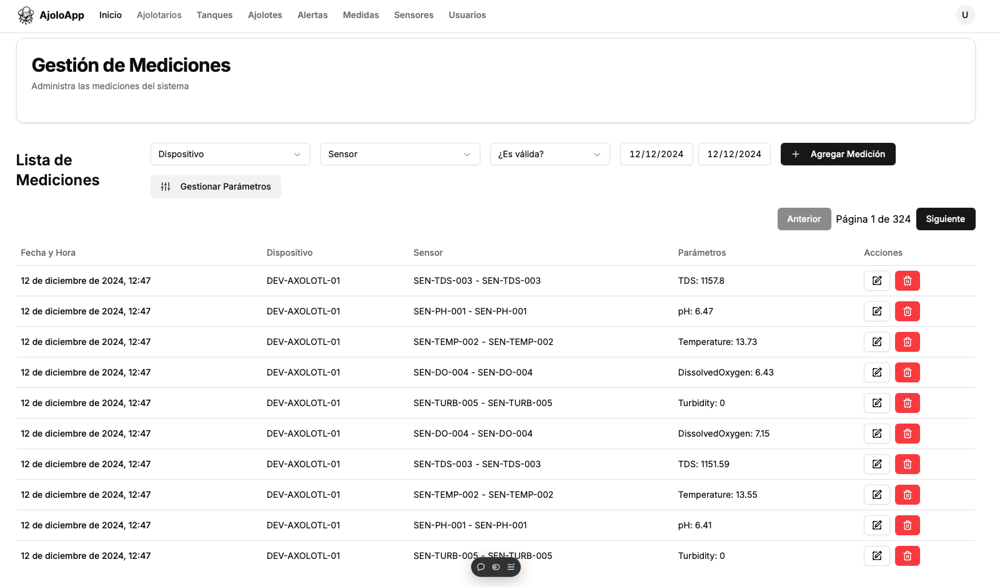 AjoloApp Inicio Ajolotarios Tanques Ajolotes Alertas Medidas Sensores Usuarios U
Gestión de Mediciones
Administra las mediciones del sistema
Lista de
Mediciones
Dispositivo Sensor ¿Es válida? 12/12/2024 12/12/2024 Agregar Medición
Gestionar Parámetros
Anterior Página 1 de 324 Siguiente
Fecha y Hora Dispositivo Sensor Parámetros Acciones
12 de diciembre de 2024, 12:47 DEV-AXOLOTL-01 SEN-TDS-003 - SEN-TDS-003 TDS: 1157.8
12 de diciembre de 2024, 12:47 DEV-AXOLOTL-01 SEN-PH-001 - SEN-PH-001 pH: 6.47
12 de diciembre de 2024, 12:47 DEV-AXOLOTL-01 SEN-TEMP-002 - SEN-TEMP-002 Temperature: 13.73
12 de diciembre de 2024, 12:47 DEV-AXOLOTL-01 SEN-DO-004 - SEN-DO-004 DissolvedOxygen: 6.43
12 de diciembre de 2024, 12:47 DEV-AXOLOTL-01 SEN-TURB-005 - SEN-TURB-005 Turbidity: 0
12 de diciembre de 2024, 12:47 DEV-AXOLOTL-01 SEN-DO-004 - SEN-DO-004 DissolvedOxygen: 7.15
12 de diciembre de 2024, 12:47 DEV-AXOLOTL-01 SEN-TDS-003 - SEN-TDS-003 TDS: 1151.59
12 de diciembre de 2024, 12:47 DEV-AXOLOTL-01 SEN-TEMP-002 - SEN-TEMP-002 Temperature: 13.55
12 de diciembre de 2024, 12:47 DEV-AXOLOTL-01 SEN-PH-001 - SEN-PH-001 pH: 6.41
12 de diciembre de 2024, 12:47 DEV-AXOLOTL-01 SEN-TURB-005 - SEN-TURB-005 Turbidity: 0